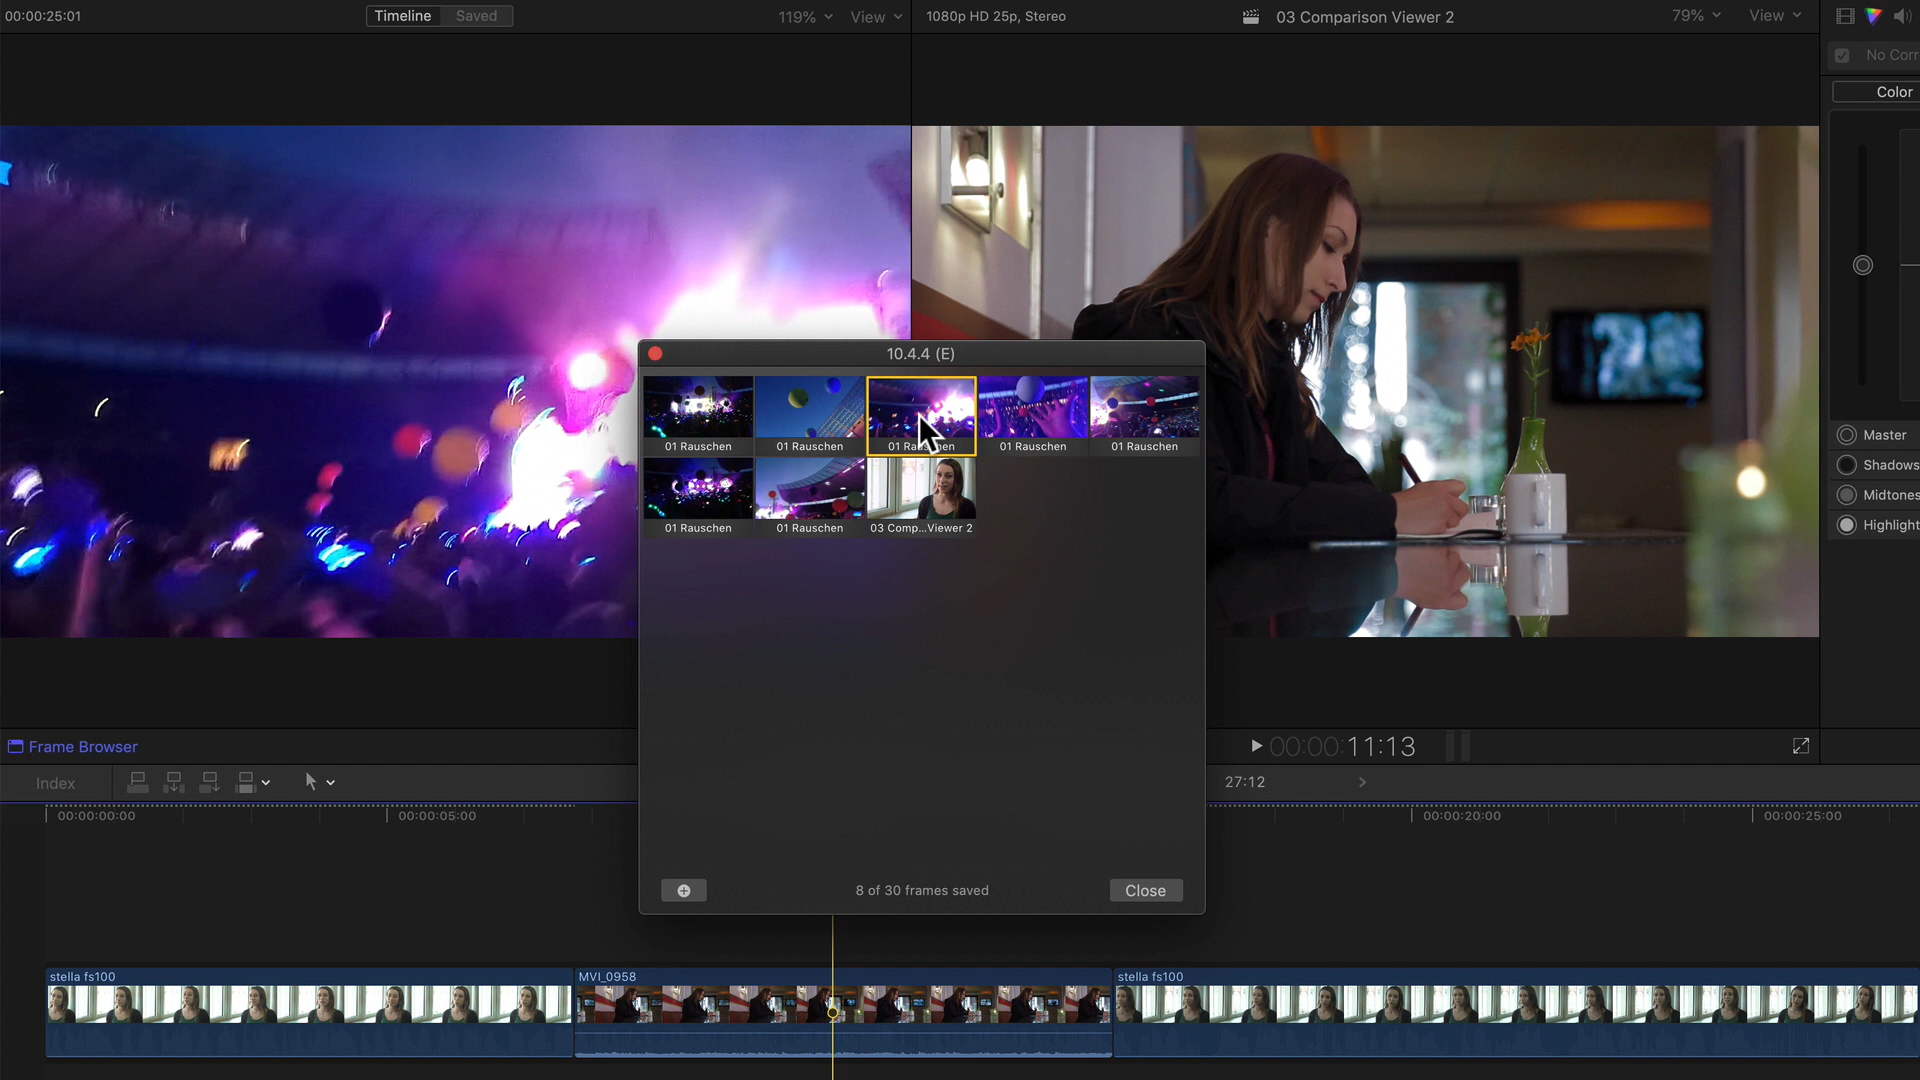 00:00:25:01
Timeline
Saved
119%
View
1080p HD 25p, Stereo
03 Comparison Viewer 2
79%
View
No Corr
Color
10.4.4 (E)
01 Rauschen
01 Rauschen
01 Rauschen
01 Rauschen
01 Rauschen
01 Rauschen
01 Rauschen
03 Comp...Viewer 2
Master
Shadows
Midtones
Highlight
Frame Browser
00:00:11:13
Index
27:12
00:00:00:00
00:00:05:00
00:00:20:00
00:00:25:00
8 of 30 frames saved
Close
stella fs100
MVI_0958
stella fs100